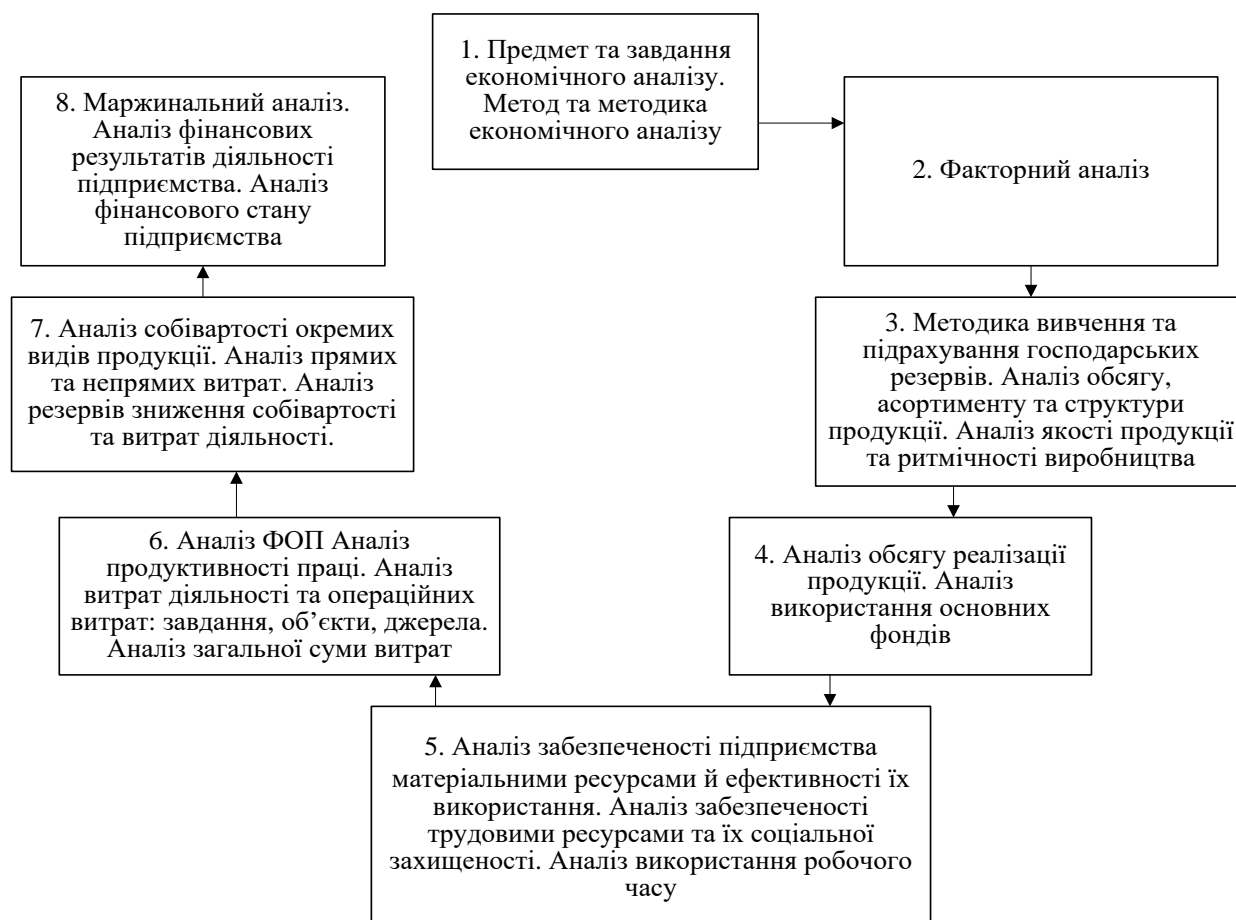 1. Предмет та завдання
економічного аналізу.
Метод та методика
економічного аналізу
2. Факторний аналіз
3. Методика вивчення та
підрахування господарських
резервів. Аналіз обсягу,
асортименту та структури
продукції. Аналіз якості продукції
та ритмічності виробництва
4. Аналіз обсягу реалізації
продукції. Аналіз
використання основних
фондів
5. Аналіз забезпеченості підприємства
матеріальними ресурсами й ефективності їх
використання. Аналіз забезпеченості
трудовими ресурсами та їх соціальної
захищеності. Аналіз використання робочого
часу
6. Аналіз ФОП Аналіз
продуктивності праці. Аналіз
витрат діяльності та операційних
витрат: завдання, об’єкти, джерела.
Аналіз загальної суми витрат
7. Аналіз собівартості окремих
видів продукції. Аналіз прямих
та непрямих витрат. Аналіз
резервів зниження собівартості
та витрат діяльності.
8. Маржинальний аналіз.
Аналіз фінансових
результатів діяльності
підприємства. Аналіз
фінансового стану
підприємства